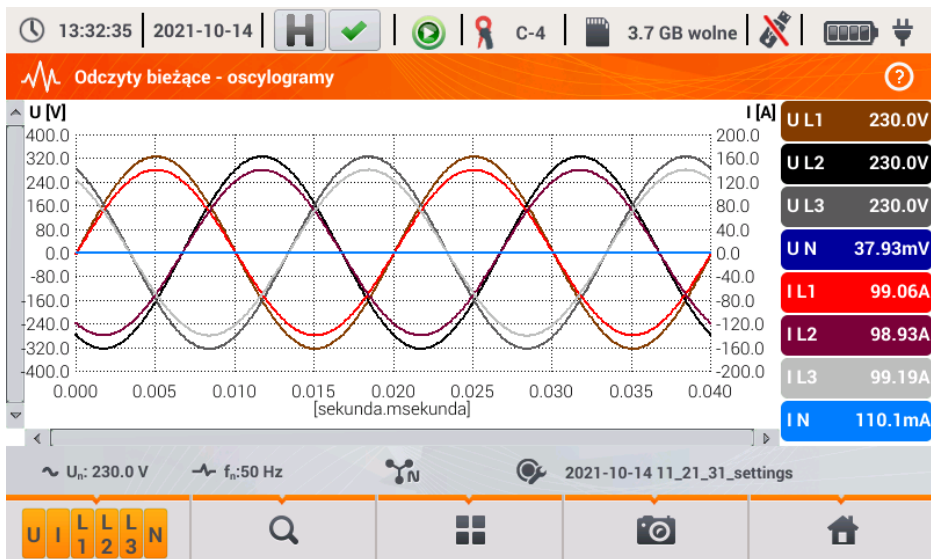 13:32:35 2021-10-14 H C-4 3.7 GB wolne
Odczyty bieżące - oscylogramy ?
U [V] I [A]
400.0 200.0
320.0 160.0
240.0 120.0
160.0 80.0
80.0 40.0
0.0 0.0
-80.0 -40.0
-160.0 -80.0
-240.0 -120.0
-320.0 -160.0
-400.0 -200.0
0.000 0.005 0.010 0.015 0.020 0.025 0.030 0.035 0.040
[sekunda.msekunda]
U L1 230.0V
U L2 230.0V
U L3 230.0V
U N 37.93mV
I L1 99.06A
I L2 98.93A
I L3 99.19A
I N 110.1mA
Un: 230.0 V fn:50 Hz N 2021-10-14 11_21_31_settings
U I L1 L2 L3 N